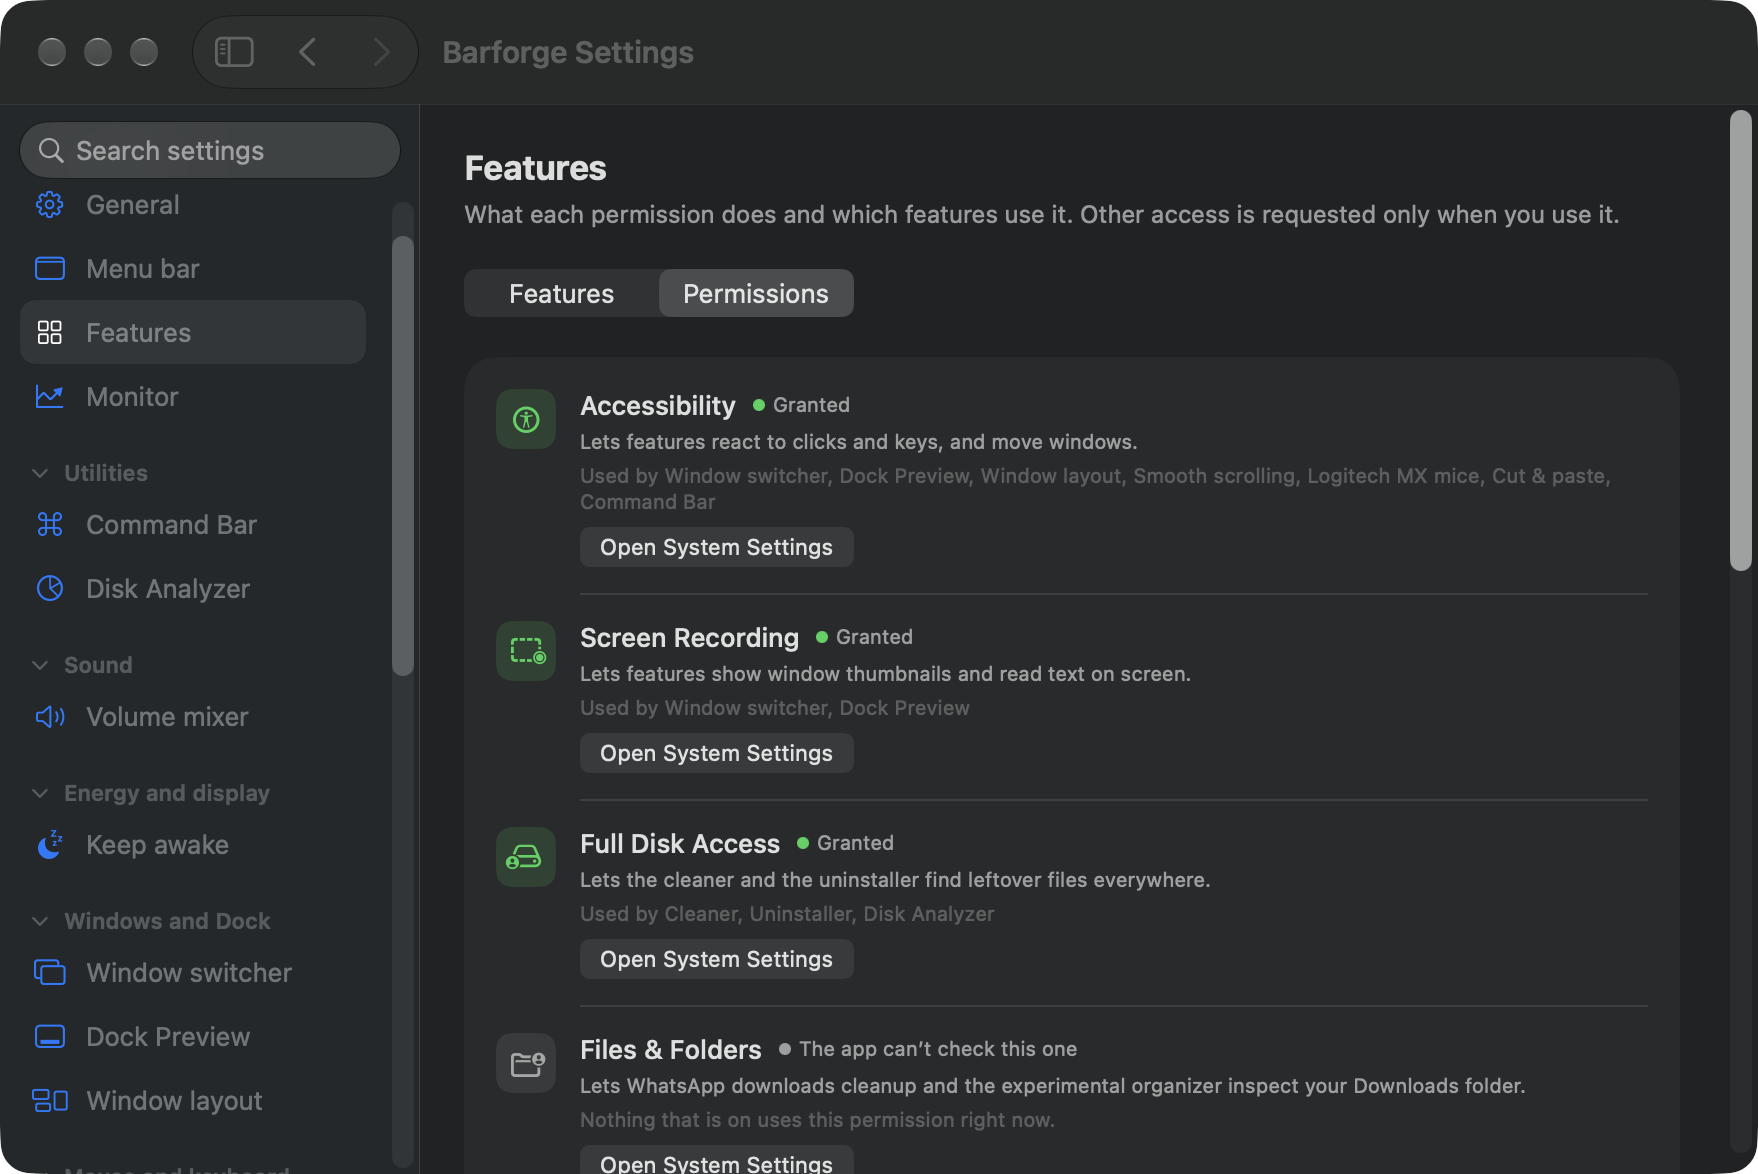 Barforge Settings
Search settings
General
Menu bar
Features
Monitor
Utilities
Command Bar
Disk Analyzer
Sound
Volume mixer
Energy and display
Keep awake
Windows and Dock
Window switcher
Dock Preview
Window layout
Mouse and keyboard
Features
What each permission does and which features use it. Other access is requested only when you use it.
Features
Permissions
Accessibility
Granted
Lets features react to clicks and keys, and move windows.
Used by Window switcher, Dock Preview, Window layout, Smooth scrolling, Logitech MX mice, Cut & paste,
Command Bar
Open System Settings
Screen Recording
Granted
Lets features show window thumbnails and read text on screen.
Used by Window switcher, Dock Preview
Open System Settings
Full Disk Access
Granted
Lets the cleaner and the uninstaller find leftover files everywhere.
Used by Cleaner, Uninstaller, Disk Analyzer
Open System Settings
Files & Folders
The app can’t check this one
Lets WhatsApp downloads cleanup and the experimental organizer inspect your Downloads folder.
Nothing that is on uses this permission right now.
Open System Settings